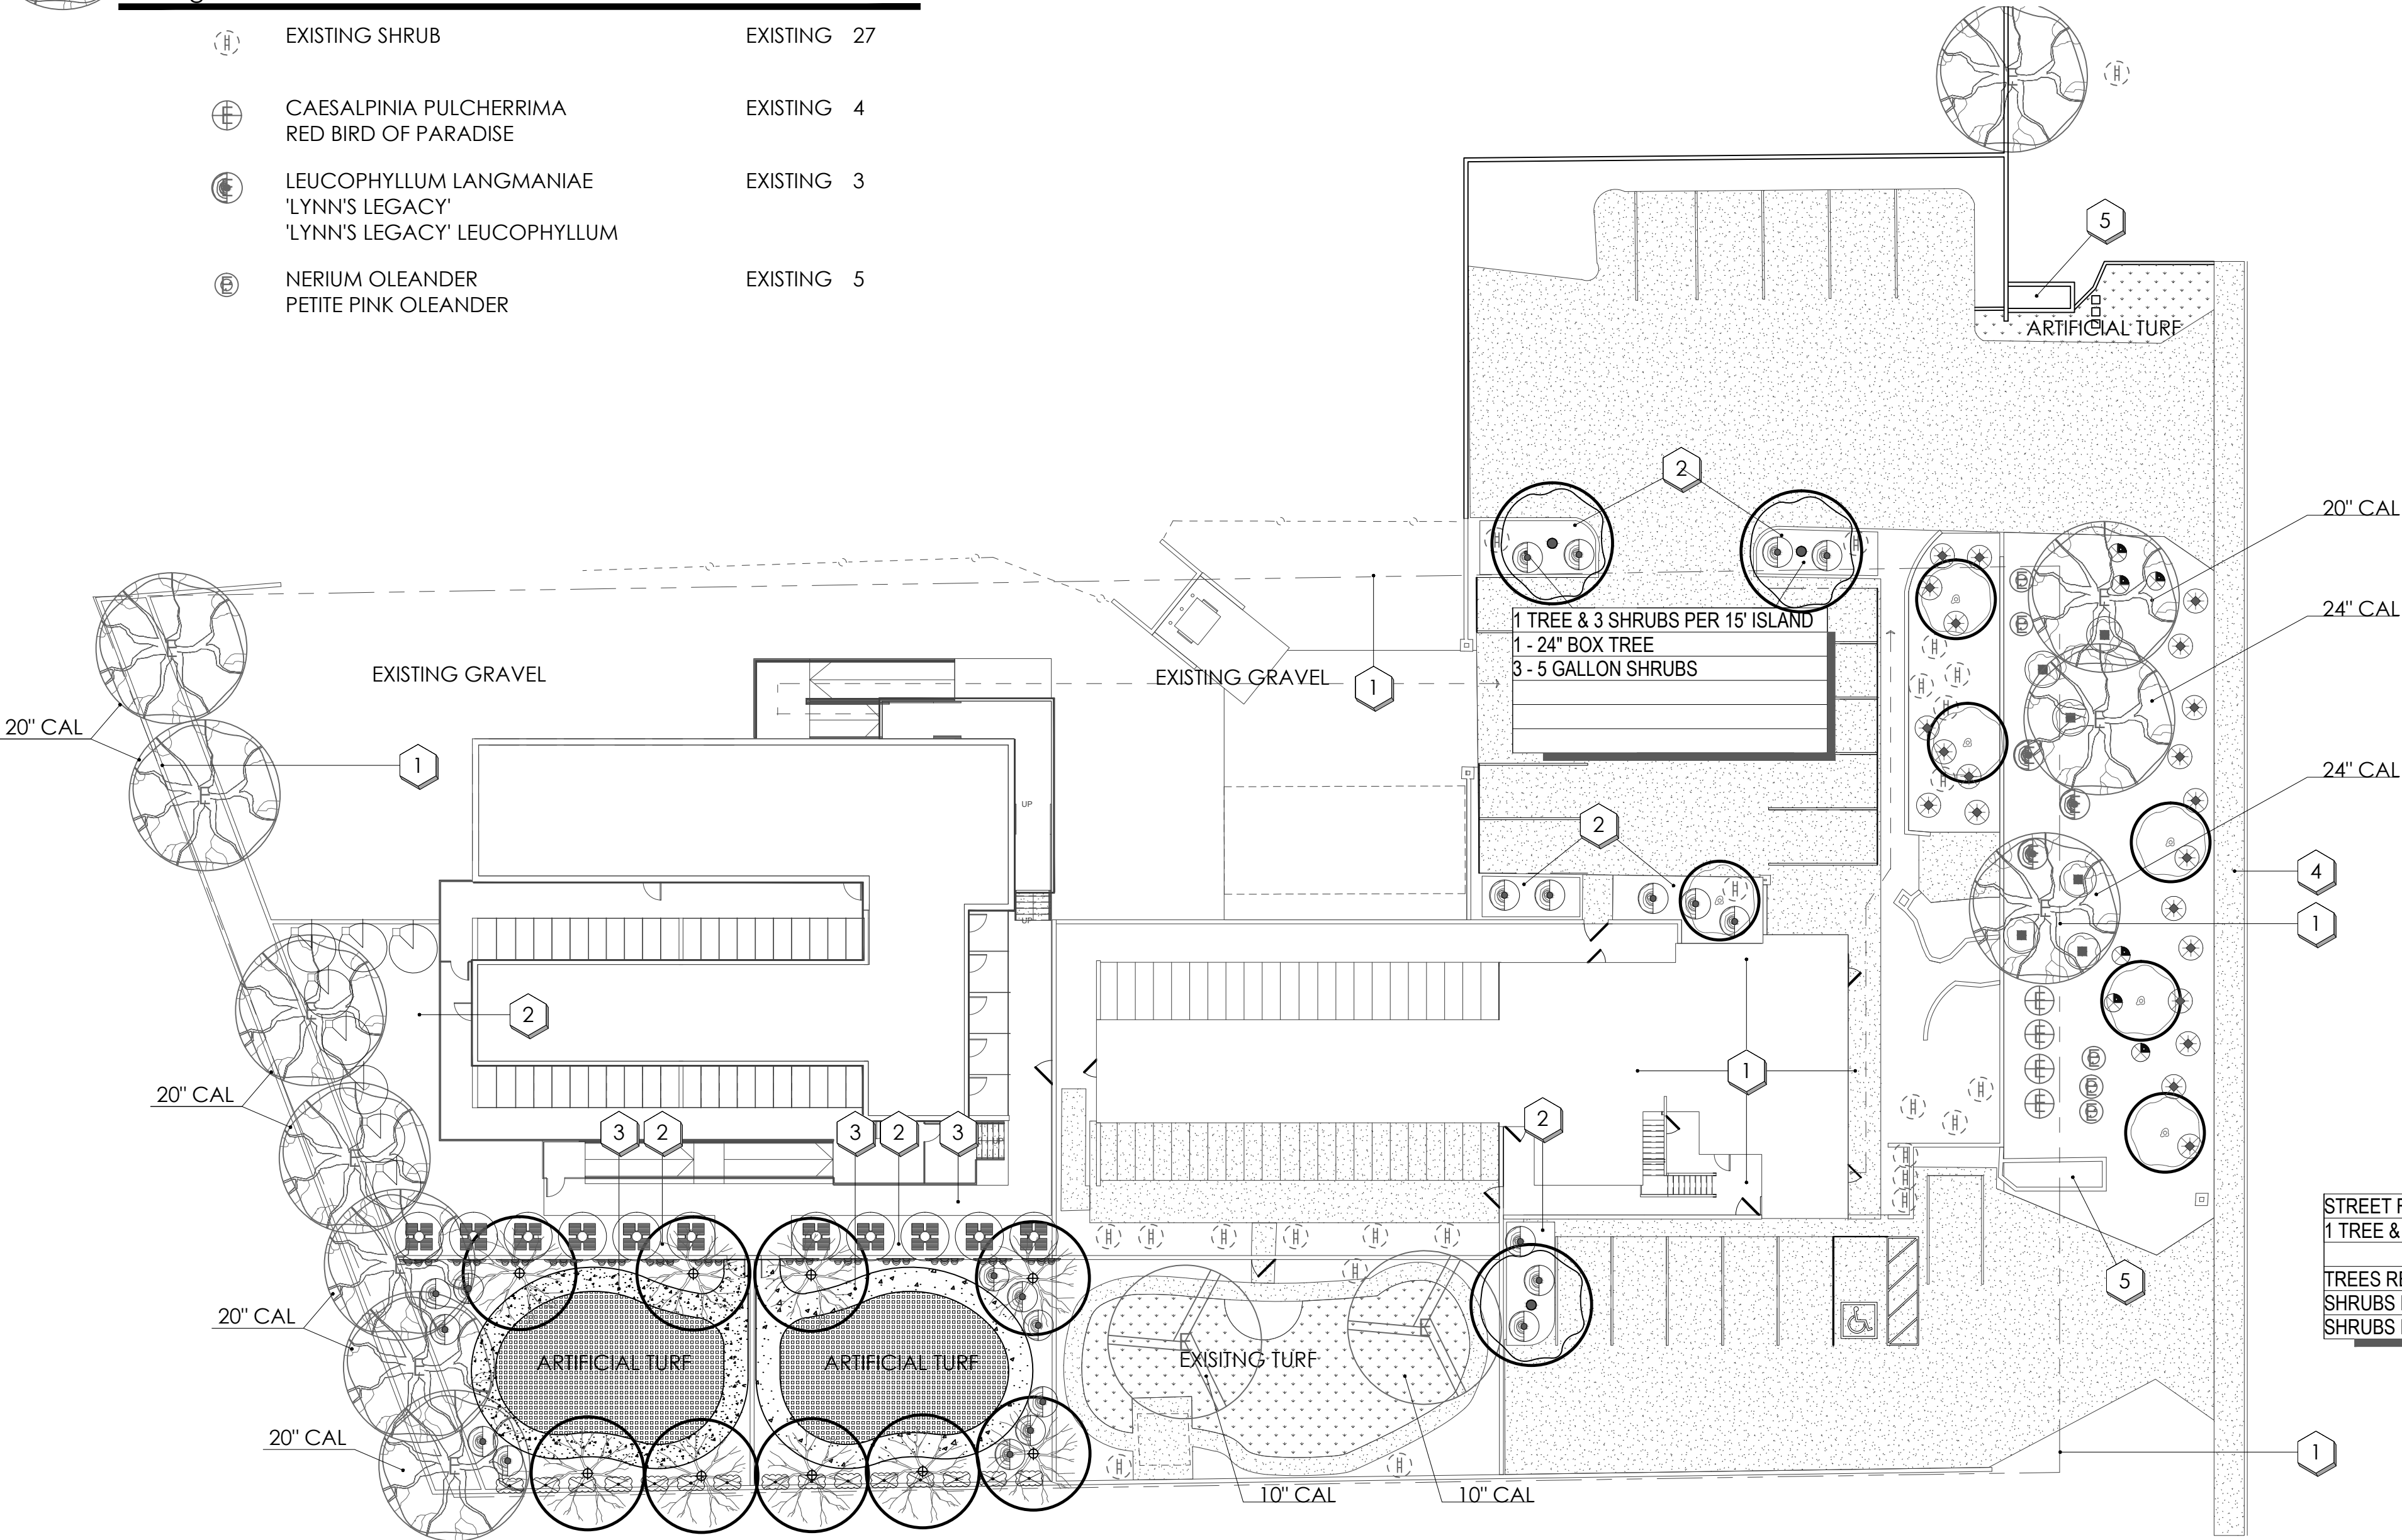 EXISTING SHRUB EXISTING 27
CAESALPINIA PULCHERRIMA EXISTING 4
RED BIRD OF PARADISE
LEUCOPHYLLUM LANGMANIAE EXISTING 3
'LYNN'S LEGACY'
'LYNN'S LEGACY' LEUCOPHYLLUM
NERIUM OLEANDER EXISTING 5
PETITE PINK OLEANDER
5
ARTIFICIAL TURF
2
20" CAL
24" CAL
1 TREE & 3 SHRUBS PER 15' ISLAND
1 - 24" BOX TREE
3 - 5 GALLON SHRUBS
EXISTING GRAVEL
EXISTING GRAVEL
1
20" CAL
1
24" CAL
UP
2
4
1
UP
2
1
20" CAL
3
2
3
2
3
UP
2
STREET
1 TREE &
TREES
SHRUBS
SHRUBS
5
20" CAL
ARTIFICIAL TURF
ARTIFICIAL TURF
EXISITNG TURF
20" CAL
10" CAL
10" CAL
1